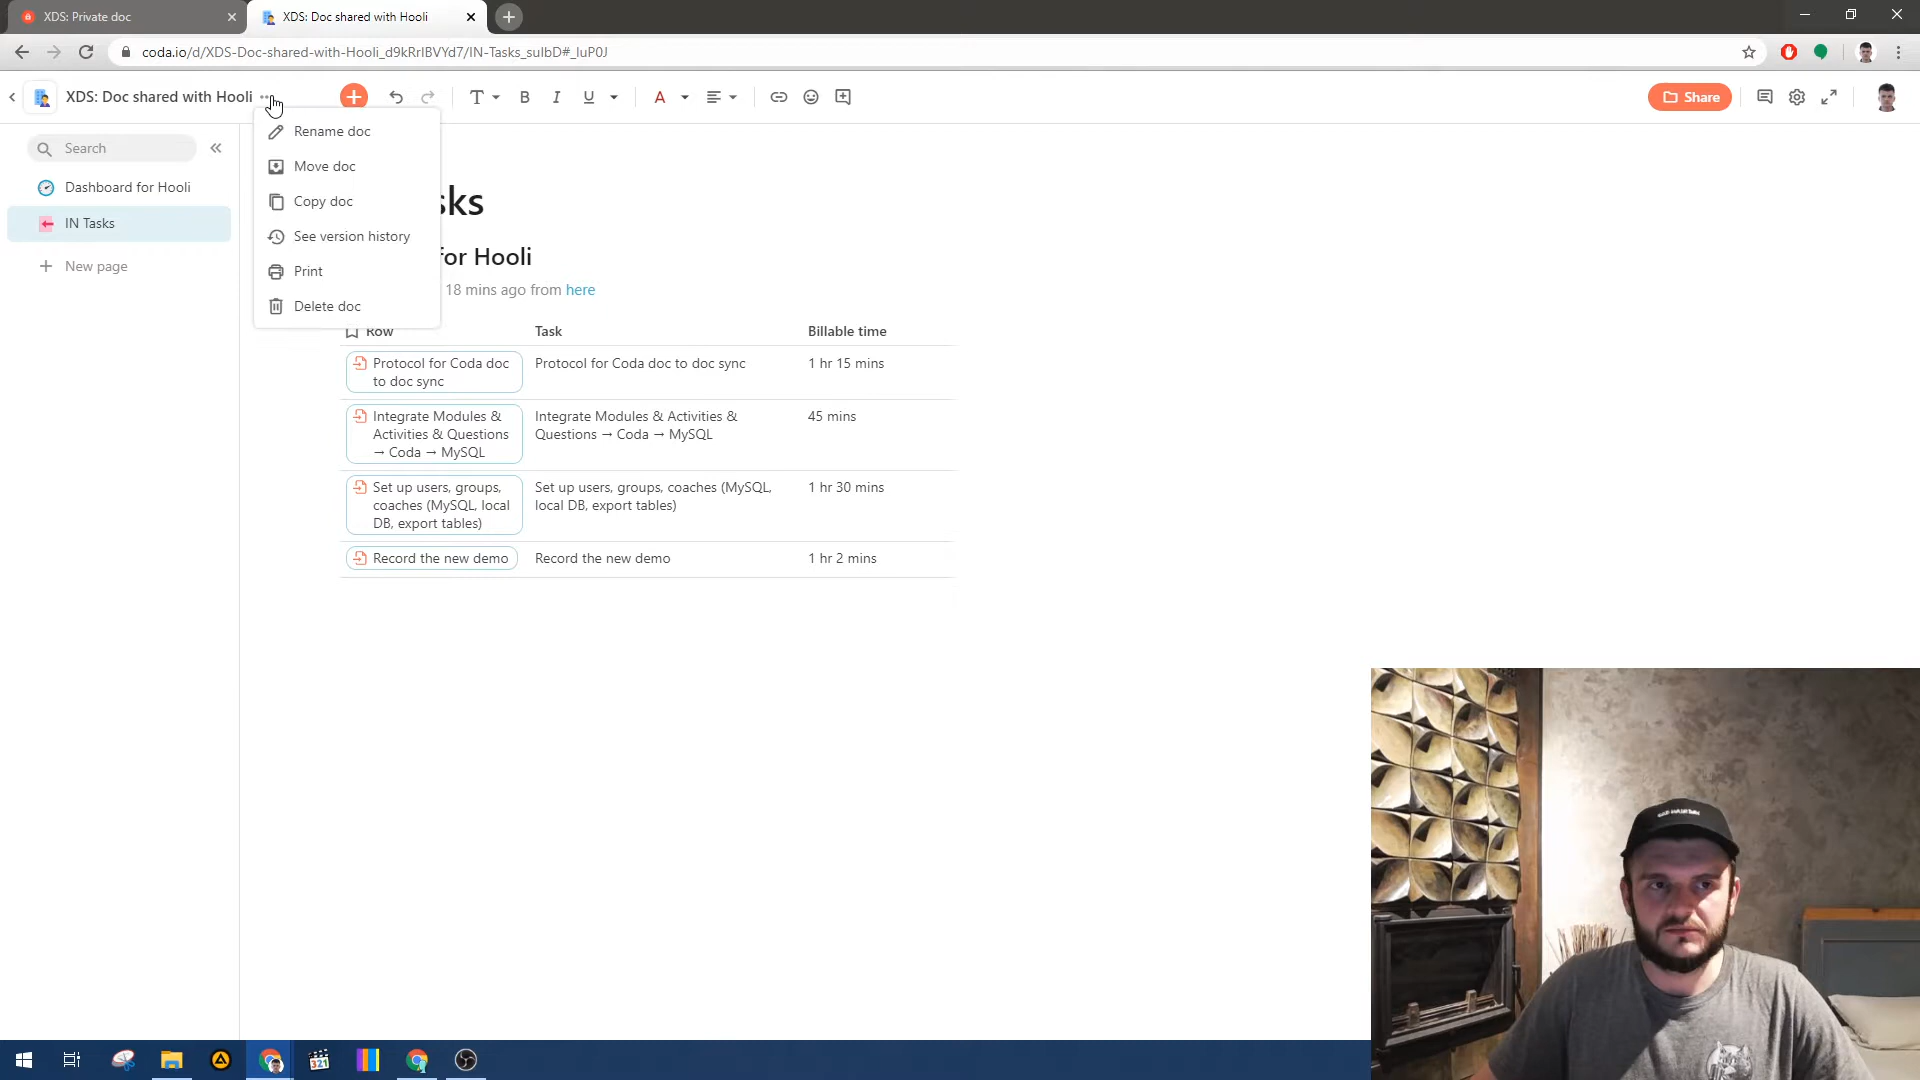 XDS: Private doc
XDS: Doc shared with Hooli
coda.io/d/XDS-Doc-shared-with-Hooli_d9kRrIBVYd7/IN-Tasks_sulbD#_luP0J
XDS: Doc shared with Hooli
T
B
I
U
A
Share
Search
Dashboard for Hooli
IN Tasks
New page
Rename doc
Move doc
Copy doc
See version history
Print
Delete doc
sks
for Hooli
18 mins ago from here
Row
Task
Billable time
Protocol for Coda doc
to doc sync
Protocol for Coda doc to doc sync
1 hr 15 mins
Integrate Modules &
Activities & Questions
→ Coda → MySQL
Integrate Modules & Activities &
Questions → Coda → MySQL
45 mins
Set up users, groups,
coaches (MySQL, local
DB, export tables)
Set up users, groups, coaches (MySQL,
local DB, export tables)
1 hr 30 mins
Record the new demo
Record the new demo
1 hr 2 mins
321